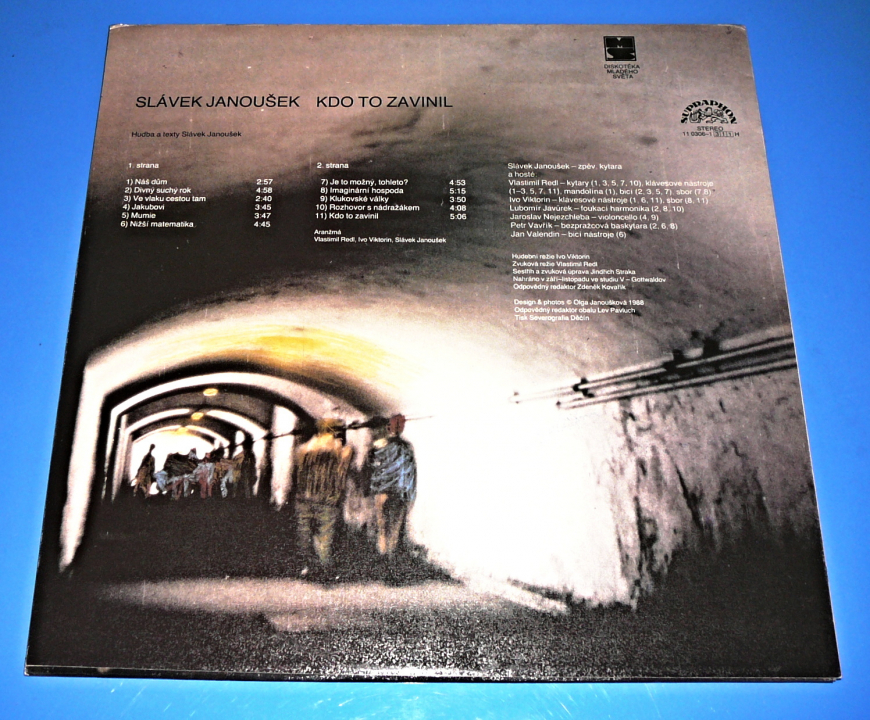 DISKOTÉKA
MLADÉHO
SVĚTA
SUPRAPHON
STEREO
11 0306-1 311 H
SLÁVEK JANOUŠEK KDO TO ZAVINIL
Hudba a texty Slávek Janoušek
1. strana
1) Náš dům 2:57
2) Divný suchý rok 4:58
3) Ve vlaku cestou tam 2:40
4) Jakubovi 3:45
5) Mumie 3:47
6) Nižší matematika 4:45
2. strana
7) Je to možný, tohleto? 4:53
8) Imaginární hospoda 5:15
9) Klukovské války 3:50
10) Rozhovor s nádražákem 4:08
11) Kdo to zavinil 5:06
Aranžmá
Vlastimil Redl, Ivo Viktorin, Slávek Janoušek
Slávek Janoušek – zpěv, kytara
a hosté
Vlastimil Redl – kytary (1, 3, 5, 7, 10), klávesové nástroje
(1–3, 5, 7, 11), mandolína (1), bicí (2, 3, 5, 7), sbor (7, 8)
Ivo Viktorin – klávesové nástroje (1, 6, 11), sbor (8, 11)
Lubomír Javůrek – foukací harmonika (2, 8, 10)
Jaroslav Nejezchleba – violoncello (4, 9)
Petr Vavřík – bezpražcová baskytara (2, 6, 8)
Jan Valendin – bicí nástroje (6)
Hudební režie Ivo Viktorin
Zvuková režie Vlastimil Redl
Sestřih a zvuková úprava Jindřich Straka
Nahráno v září–listopadu ve studiu V – Gottwaldov
Odpovědný redaktor Zdeněk Kovařík
Design & photos © Olga Janoušková 1988
Odpovědný redaktor obalu Lev Pavluch
Tisk Severografia Děčín